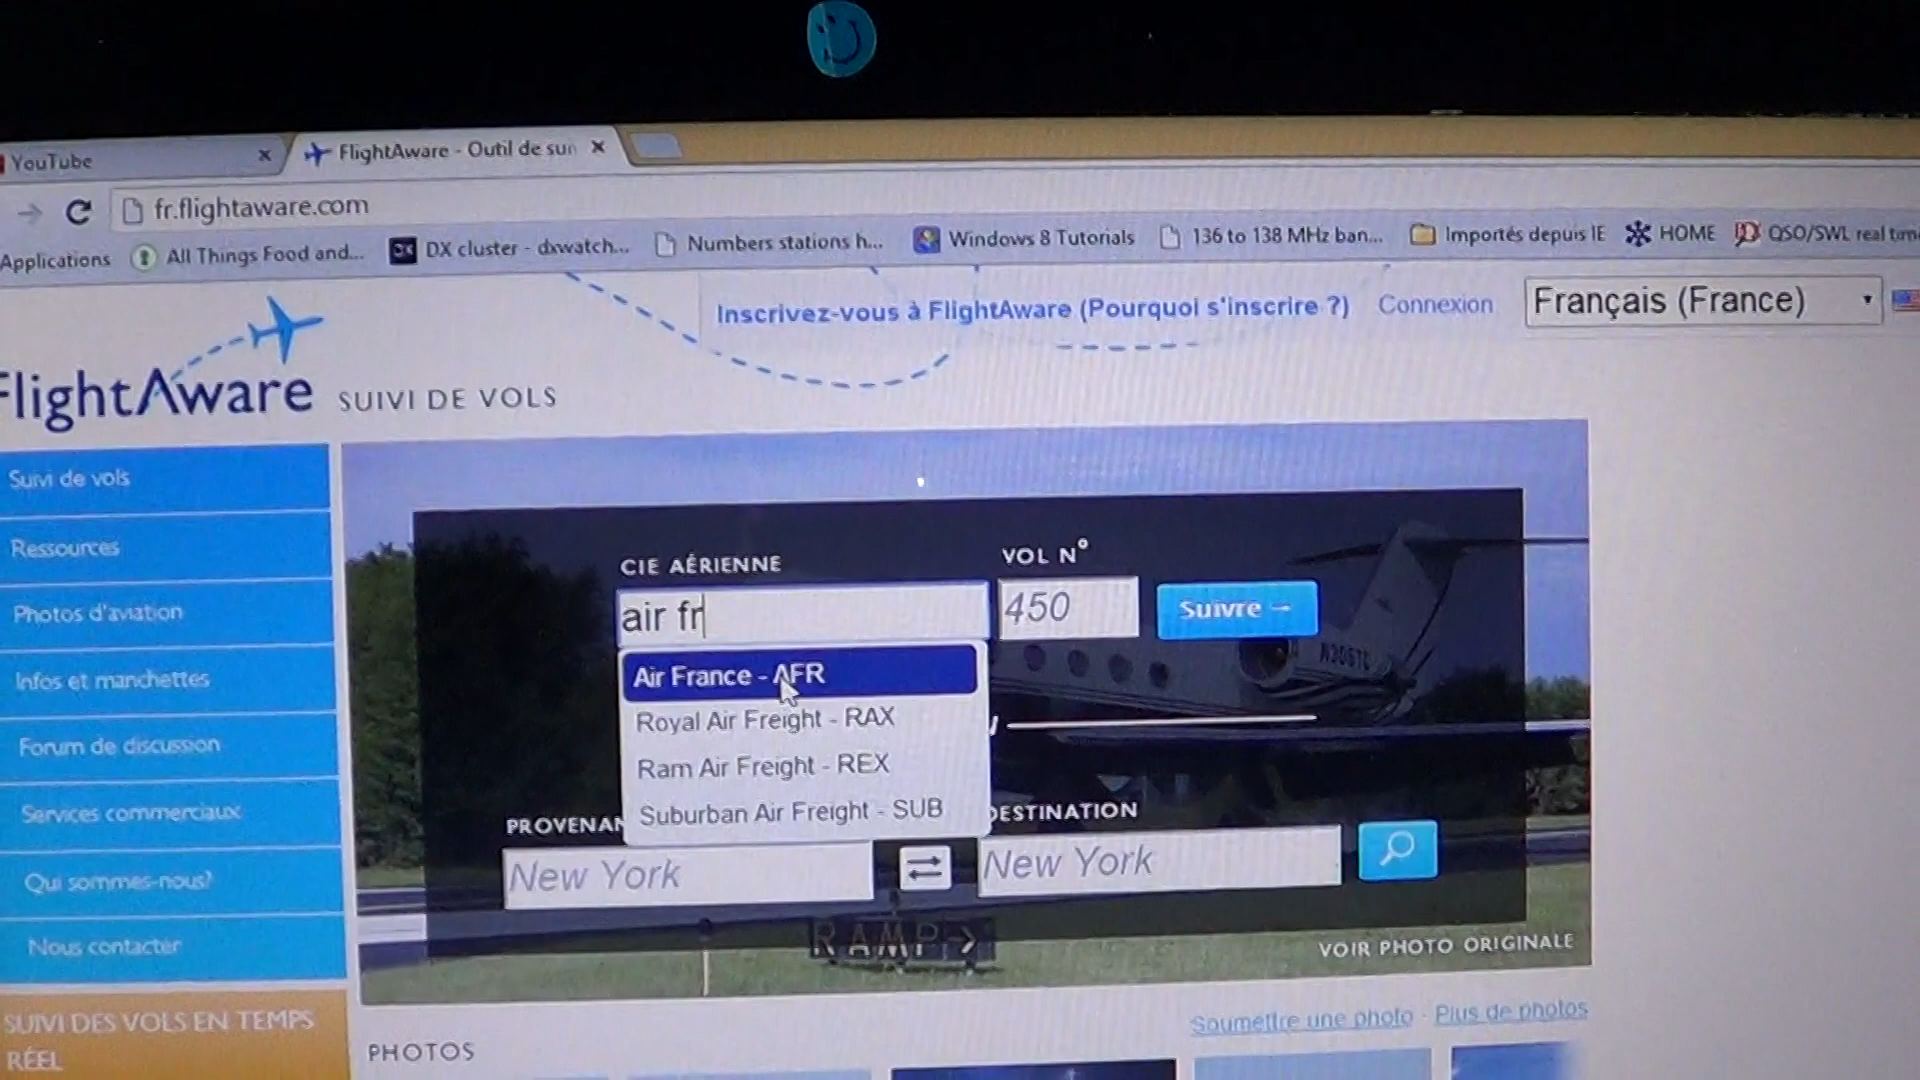 YouTube
FlightAware - Outil de sur
fr.flightaware.com
Applications All Things Food and... DX cluster - dxwatch... Numbers stations h... Windows 8 Tutorials 136 to 138 MHz ban... Importés depuis IE HOME QSO/SWL real time
Inscrivez-vous à FlightAware (Pourquoi s'inscrire ?) Connexion Français (France)
FlightAware SUIVI DE VOLS
Suivi de vols
Ressources
Photos d'aviation
Infos et manchettes
Forum de discussion
Services commerciaux
Qui sommes-nous?
Nous contacter
SUIVI DES VOLS EN TEMPS
RÉEL
CIE AÉRIENNE VOL N°
air fr 450 Suivre →
Air France - AFR
Royal Air Freight - RAX
Ram Air Freight - REX
Suburban Air Freight - SUB
PROVENAN DESTINATION
New York New York
RAMP >
VOIR PHOTO ORIGINALE
Soumettre une photo - Plus de photos
PHOTOS